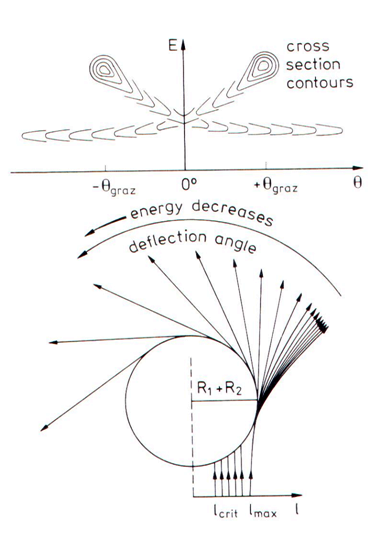 E
cross
section
contours
-θgraz
0°
+θgraz
θ
energy decreases
deflection angle
R₁ + R₂
lcrit
lmax
l